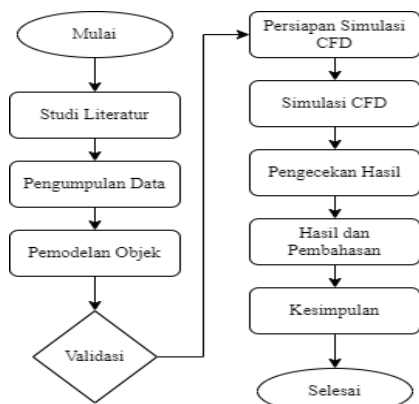 Mulai
Studi Literatur
Pengumpulan Data
Pemodelan Objek
Validasi
Persiapan Simulasi
CFD
Simulasi CFD
Pengecekan Hasil
Hasil dan
Pembahasan
Kesimpulan
Selesai